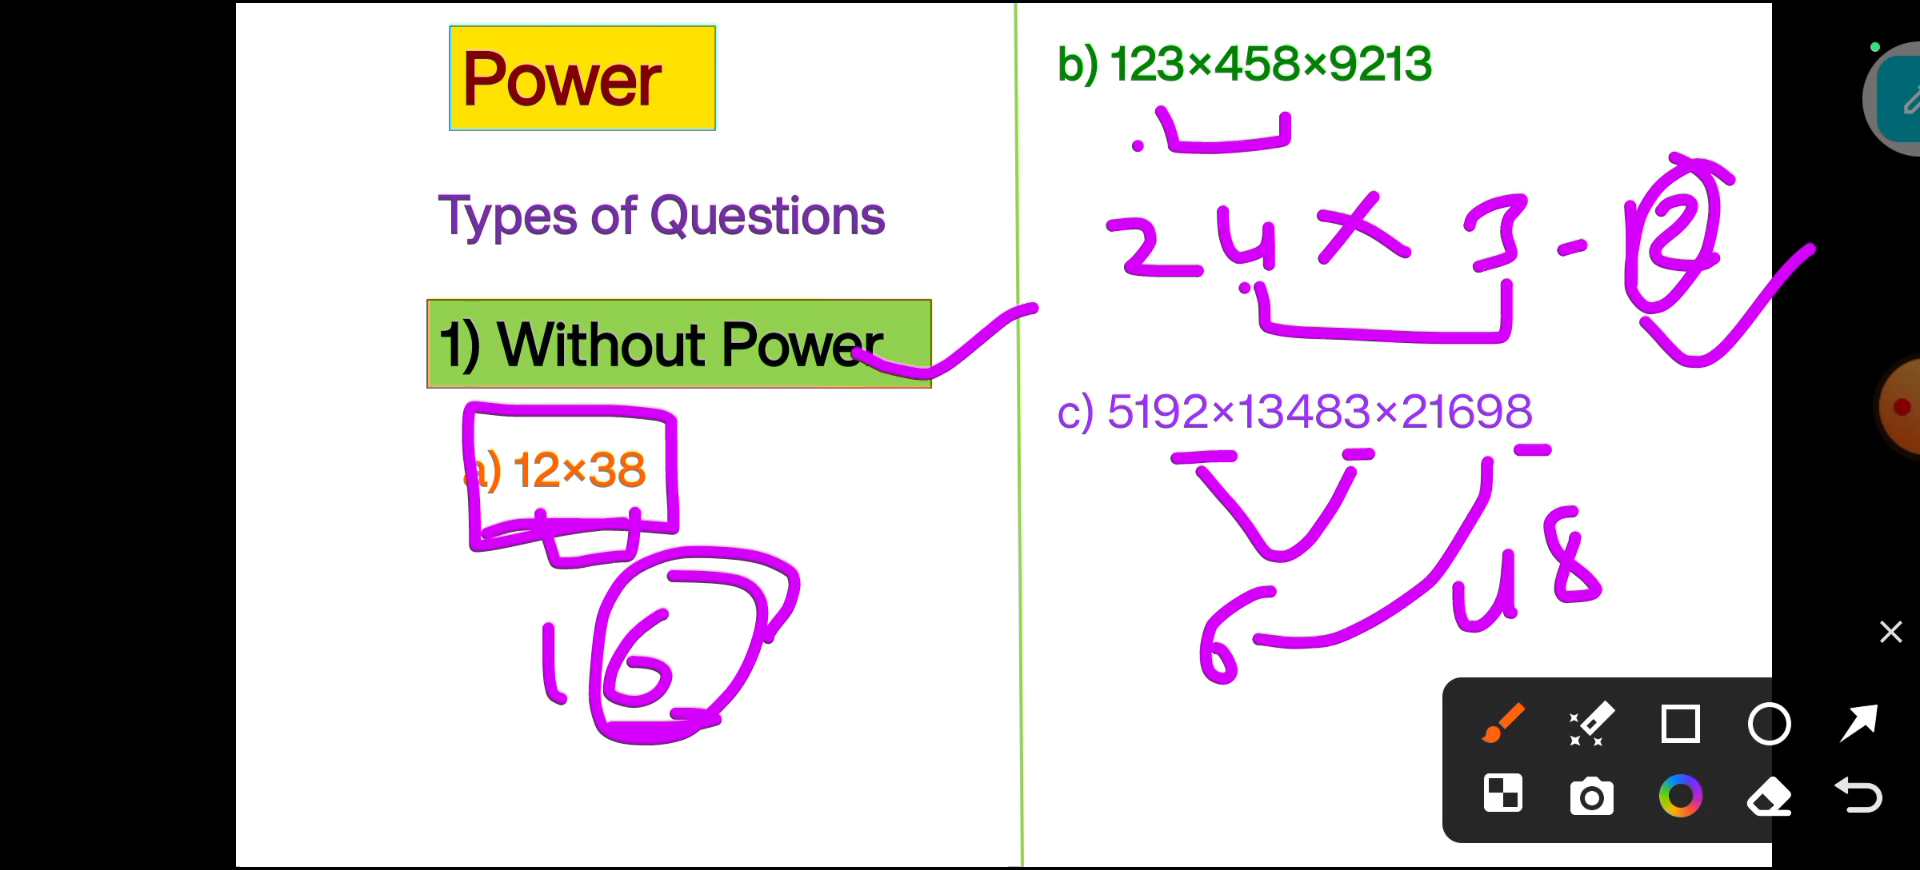 Power
Types of Questions
1) Without Power
a) 12×38
16
b) 123×458×9213
24 × 3 - 12
c) 5192×13483×21698
6
48